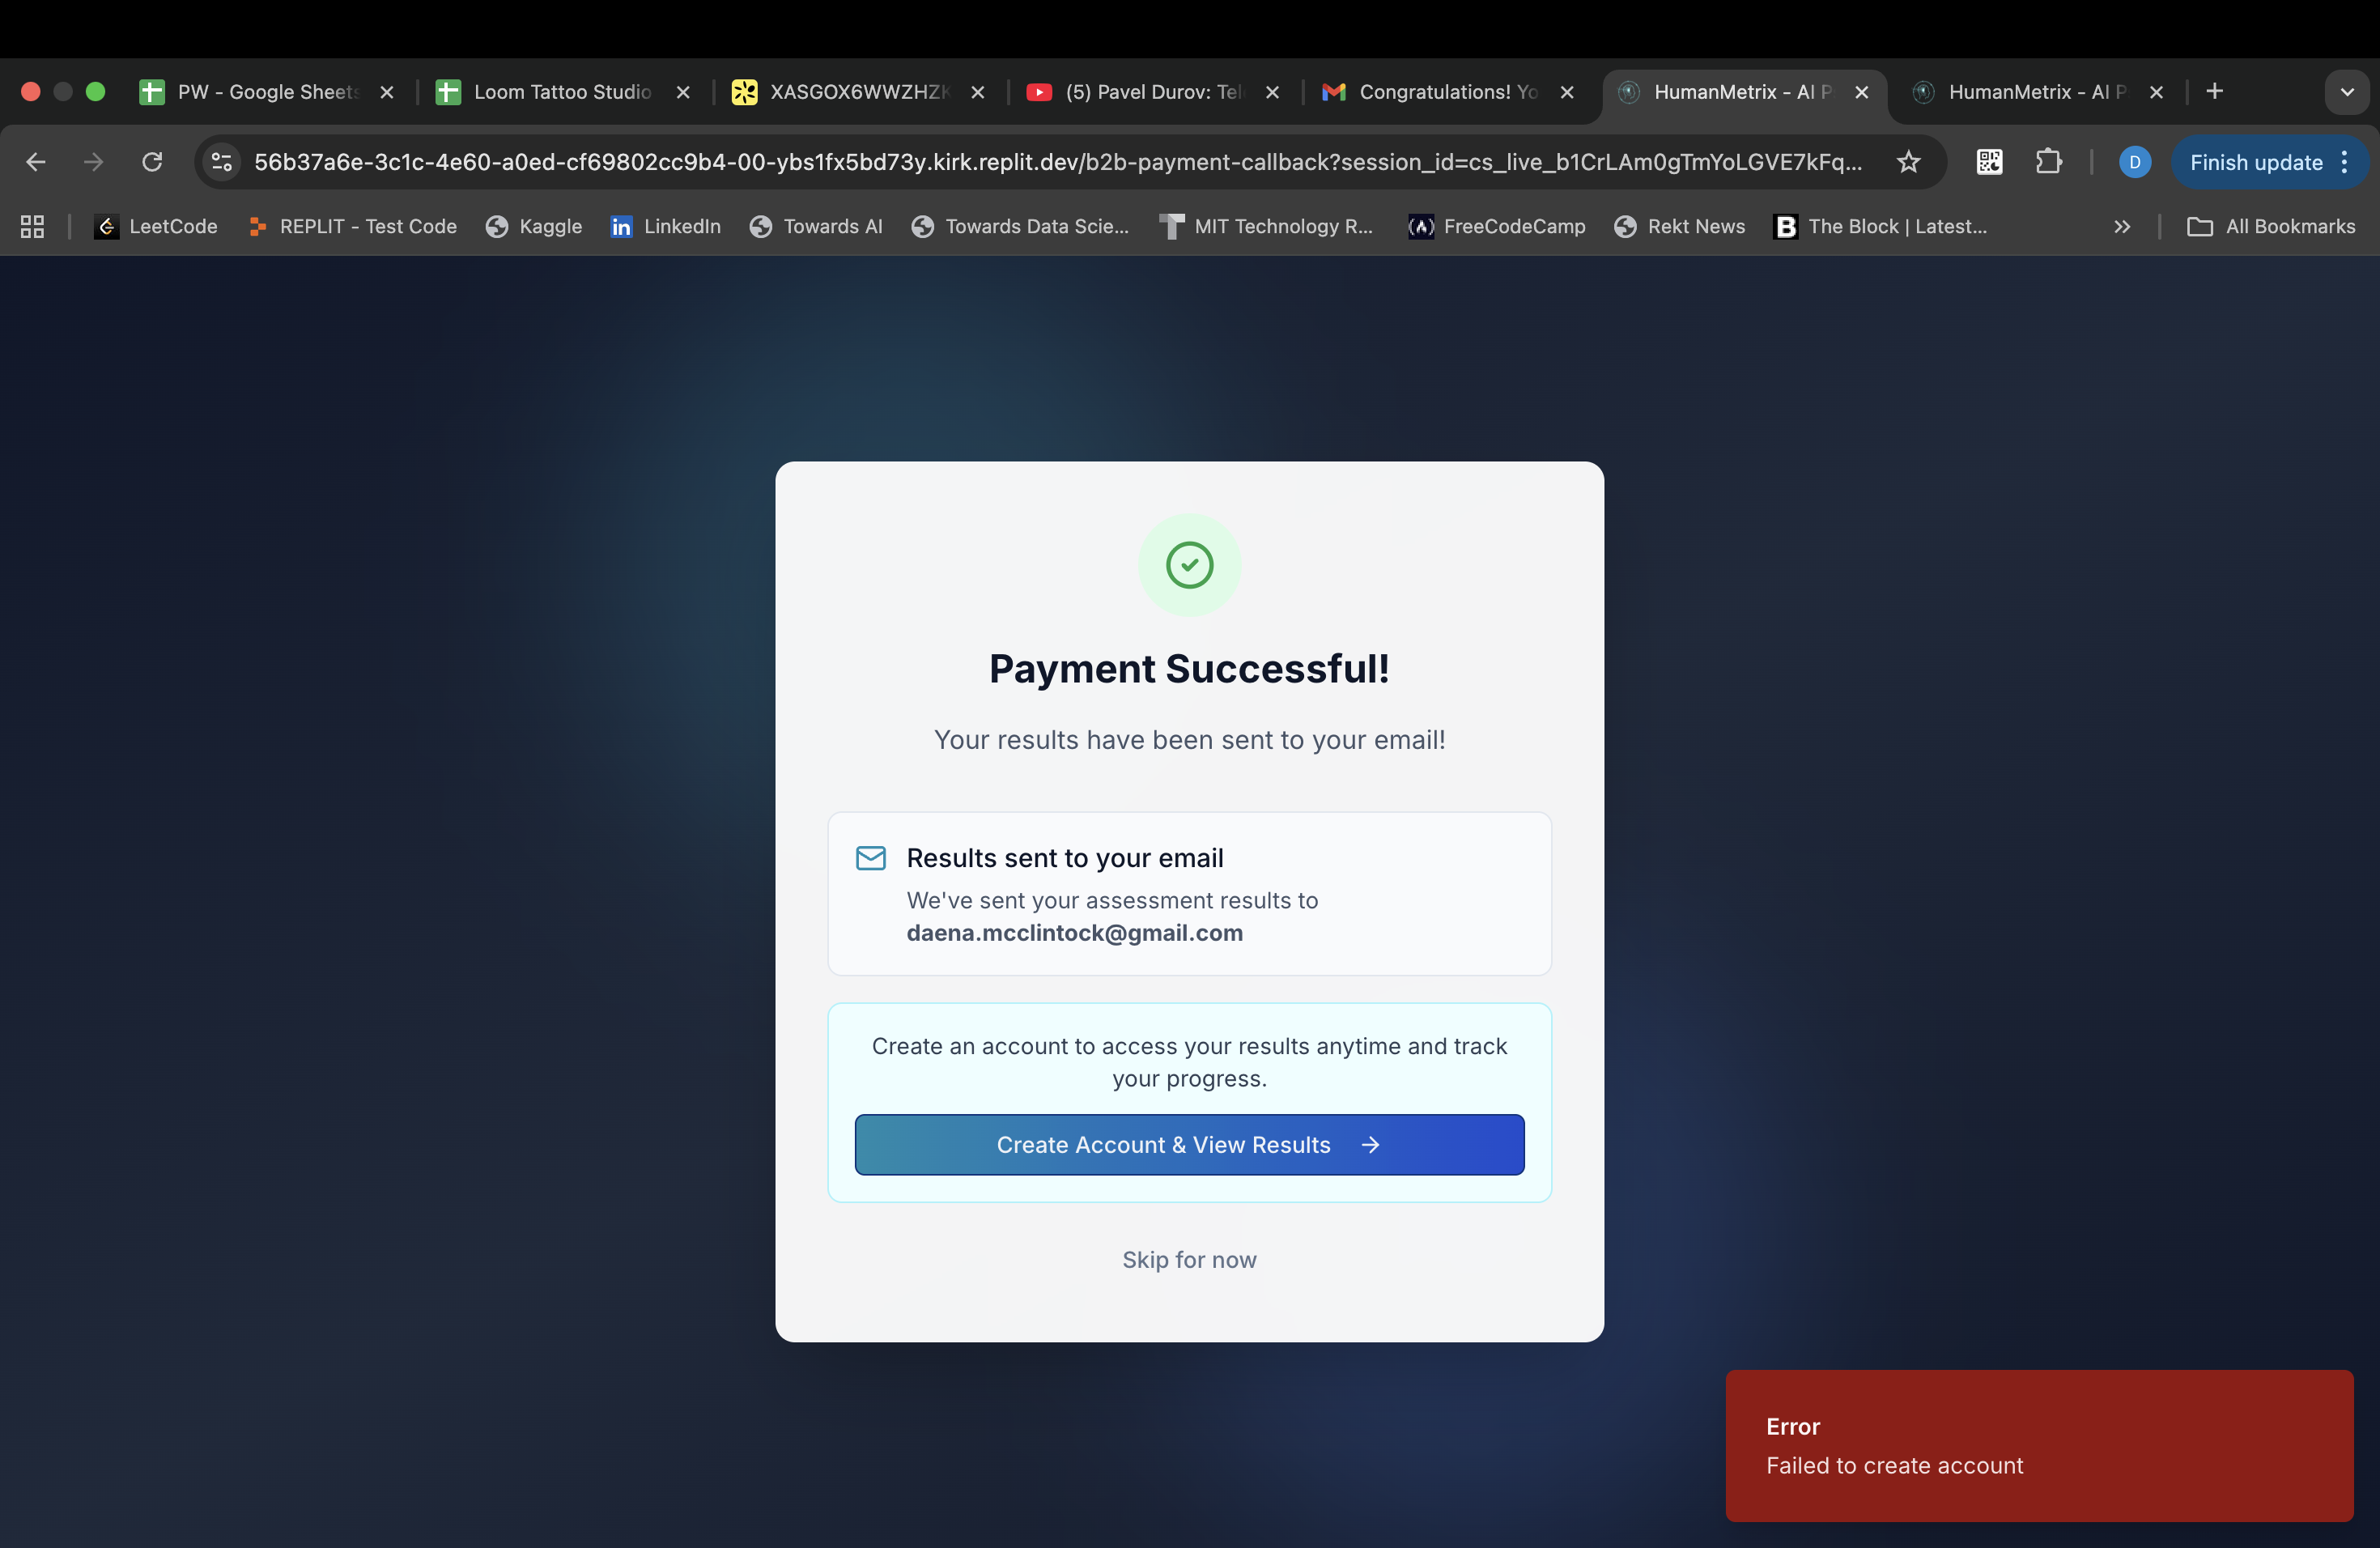 PW - Google Sheets
Loom Tattoo Studio
XASGOX6WWZHZK
(5) Pavel Durov: Tel
Congratulations! Yo
HumanMetrix - AI P
HumanMetrix - AI P
56b37a6e-3c1c-4e60-a0ed-cf69802cc9b4-00-ybs1fx5bd73y.kirk.replit.dev/b2b-payment-callback?session_id=cs_live_b1CrLAm0gTmYoLGVE7kFq...
D
Finish update
LeetCode
REPLIT - Test Code
Kaggle
in LinkedIn
Towards AI
Towards Data Scie...
MIT Technology R...
FreeCodeCamp
Rekt News
B The Block | Latest...
All Bookmarks
Payment Successful!
Your results have been sent to your email!
Results sent to your email
We've sent your assessment results to
daena.mcclintock@gmail.com
Create an account to access your results anytime and track
your progress.
Create Account & View Results
Skip for now
Error
Failed to create account